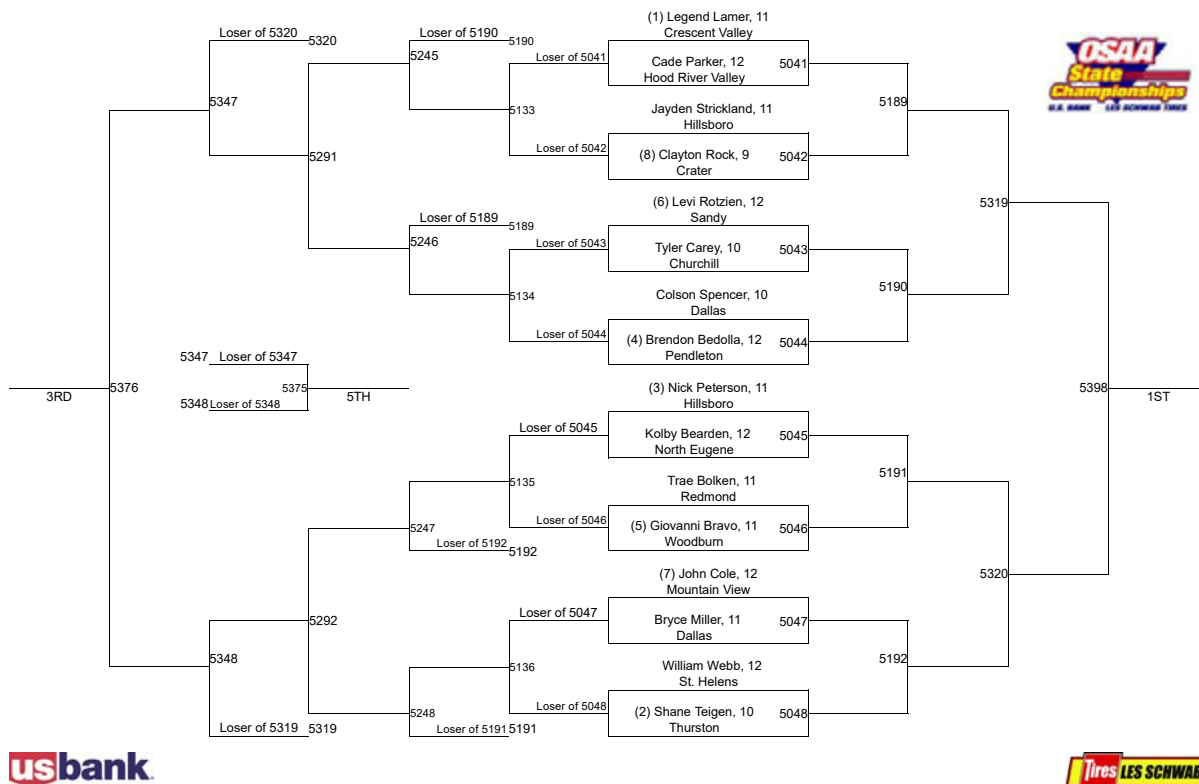 (1) Legend Lamer, 11
Crescent Valley
Loser of 5320
5320
Loser of 5190
5190
5245
Loser of 5041
Cade Parker, 12
5041
Hood River Valley
OSAA
State
Championships
U.S. BANK LES SCHWAB TIRES
5347
5133
Jayden Strickland, 11
Hillsboro
5189
5291
Loser of 5042
(8) Clayton Rock, 9
5042
Crater
(6) Levi Rotzien, 12
Sandy
5319
Loser of 5189
5189
5246
Loser of 5043
Tyler Carey, 10
5043
Churchill
5134
Colson Spencer, 10
Dallas
5190
Loser of 5044
(4) Brendon Bedolla, 12
5044
Pendleton
5347
Loser of 5347
3RD
5376
5375
5TH
(3) Nick Peterson, 11
Hillsboro
5398
1ST
5348
Loser of 5348
Loser of 5045
Kolby Bearden, 12
5045
North Eugene
5135
Trae Bolken, 11
Redmond
5191
5247
Loser of 5046
(5) Giovanni Bravo, 11
5046
Woodburn
Loser of 5192
5192
(7) John Cole, 12
Mountain View
5320
5292
Loser of 5047
Bryce Miller, 11
5047
Dallas
5348
5136
William Webb, 12
St. Helens
5192
5248
Loser of 5048
(2) Shane Teigen, 10
5048
Thurston
Loser of 5319
5319
Loser of 5191
5191
usbank
Tires LES SCHWAB